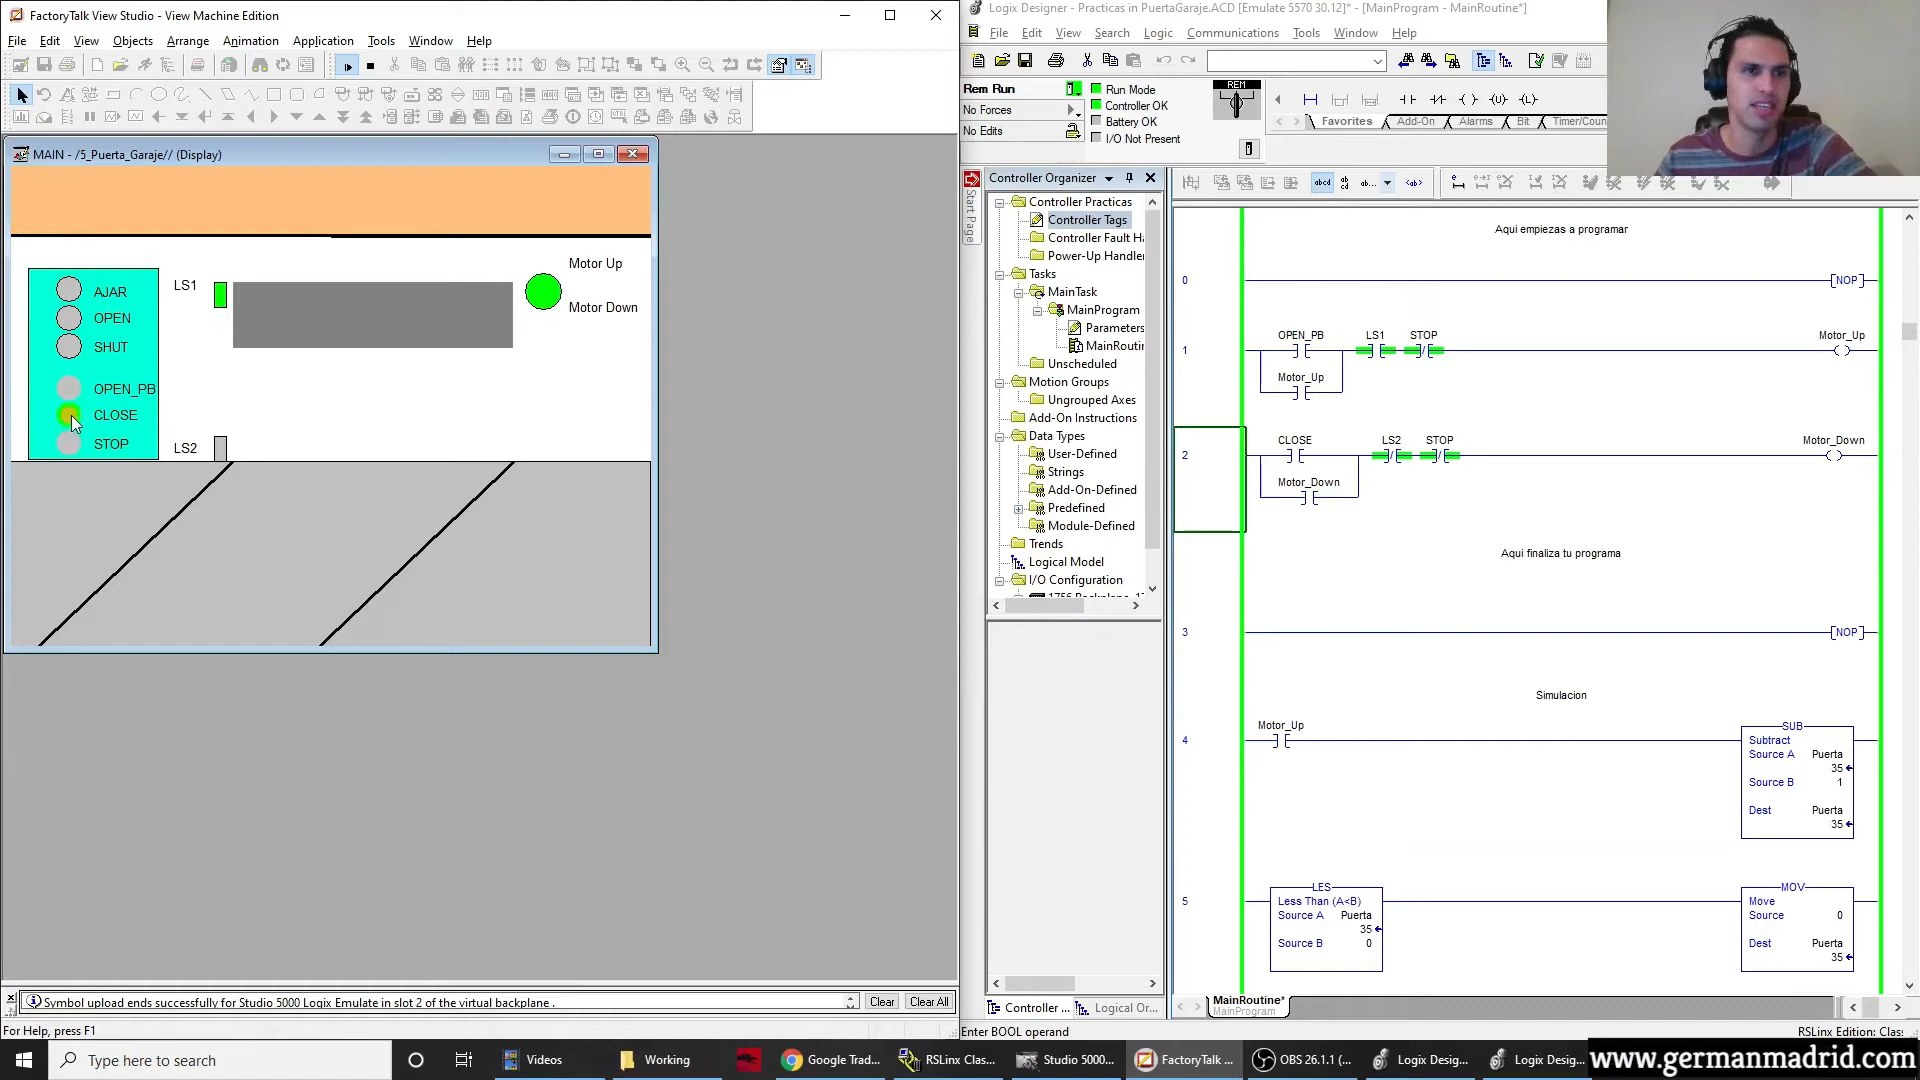 FactoryTalk View Studio - View Machine Edition
File Edit View Objects Arrange Animation Application Tools Window Help
MAIN - /5_Puerta_Garaje// (Display)
AJAR
OPEN
SHUT
OPEN_PB
CLOSE
STOP
LS1
LS2
Motor Up
Motor Down
Symbol upload ends successfully for Studio 5000 Logix Emulate in slot 2 of the virtual backplane .
Clear
Clear All
For Help, press F1
Logix Designer - Practicas in PuertaGaraje.ACD [Emulate 5570 30.12]* - [MainProgram - MainRoutine*]
File Edit View Search Logic Communications Tools Window Help
Rem Run
No Forces
No Edits
Run Mode
Controller OK
Battery OK
I/O Not Present
REM
Favorites Add-On Alarms Bit Timer/Coun
Start Page
Controller Organizer
Controller Practicas
Controller Tags
Controller Fault Ha
Power-Up Handler
Tasks
MainTask
MainProgram
Parameters
MainRoutin
Unscheduled
Motion Groups
Ungrouped Axes
Add-On Instructions
Data Types
User-Defined
Strings
Add-On-Defined
Predefined
Module-Defined
Trends
Logical Model
I/O Configuration
Controller ...
Logical Or...
Aqui empiezas a programar
0
NOP
OPEN_PB LS1 STOP Motor_Up
1
Motor_Up
CLOSE LS2 STOP Motor_Down
2
Motor_Down
Aqui finaliza tu programa
3
NOP
Simulacion
Motor_Up
4
SUB
Subtract
Source A Puerta
35
Source B 1
Dest Puerta
35
5
LES
Less Than (A<B)
Source A Puerta
35
Source B 0
MOV
Move
Source 0
Dest Puerta
35
MainRoutine*
MainProgram
Enter BOOL operand
RSLinx Edition: Clas
Type here to search
Videos
Working
Google Trad...
RSLinx Clas...
Studio 5000...
FactoryTalk ...
OBS 26.1.1 (...
Logix Desig...
Logix Desig...
www.germanmadrid.com